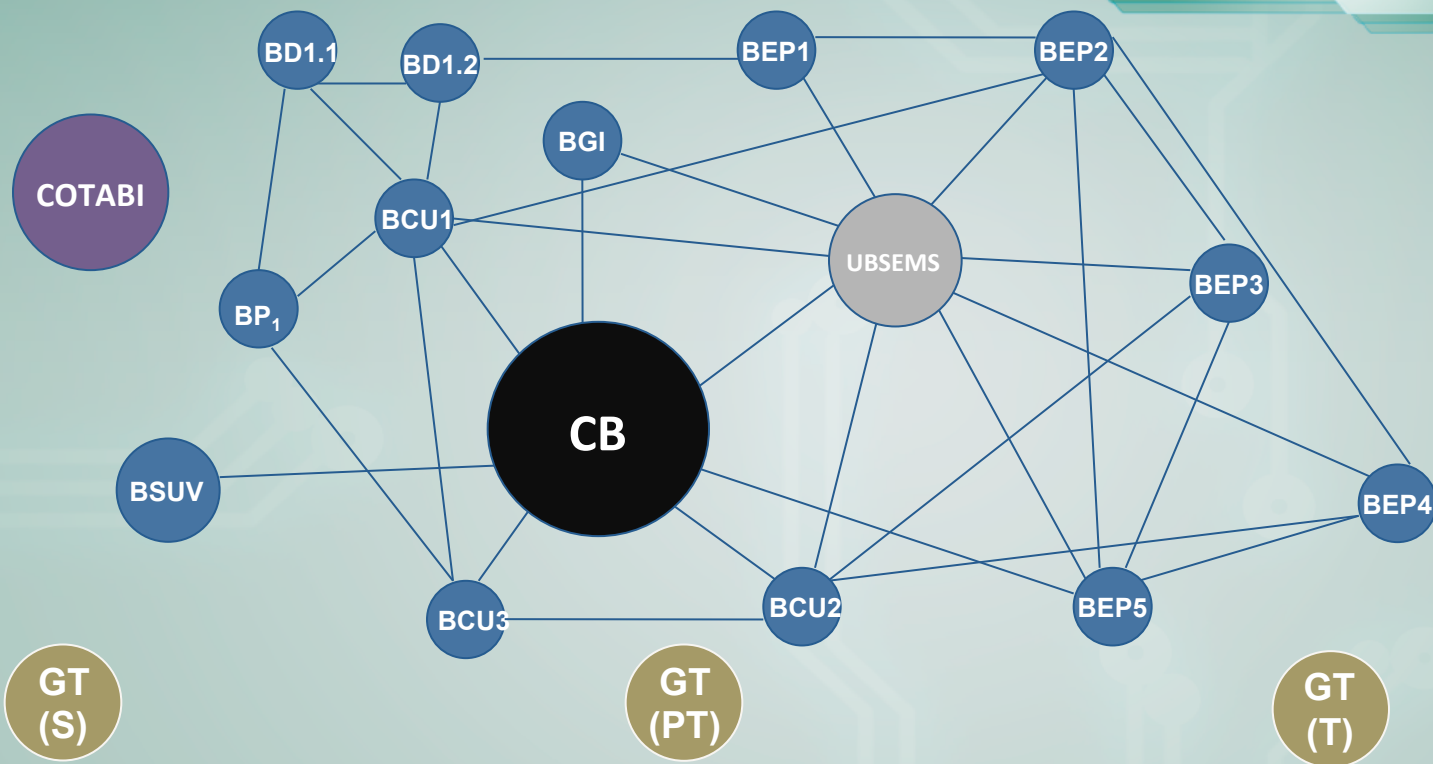 BD1.1
BD1.2
BEP1
BEP2
BGI
COTABI
BCU1
UBSEMS
BEP3
BP₁
CB
BSUV
BEP4
BCU3
BCU2
BEP5
GT
(S)
GT
(PT)
GT
(T)